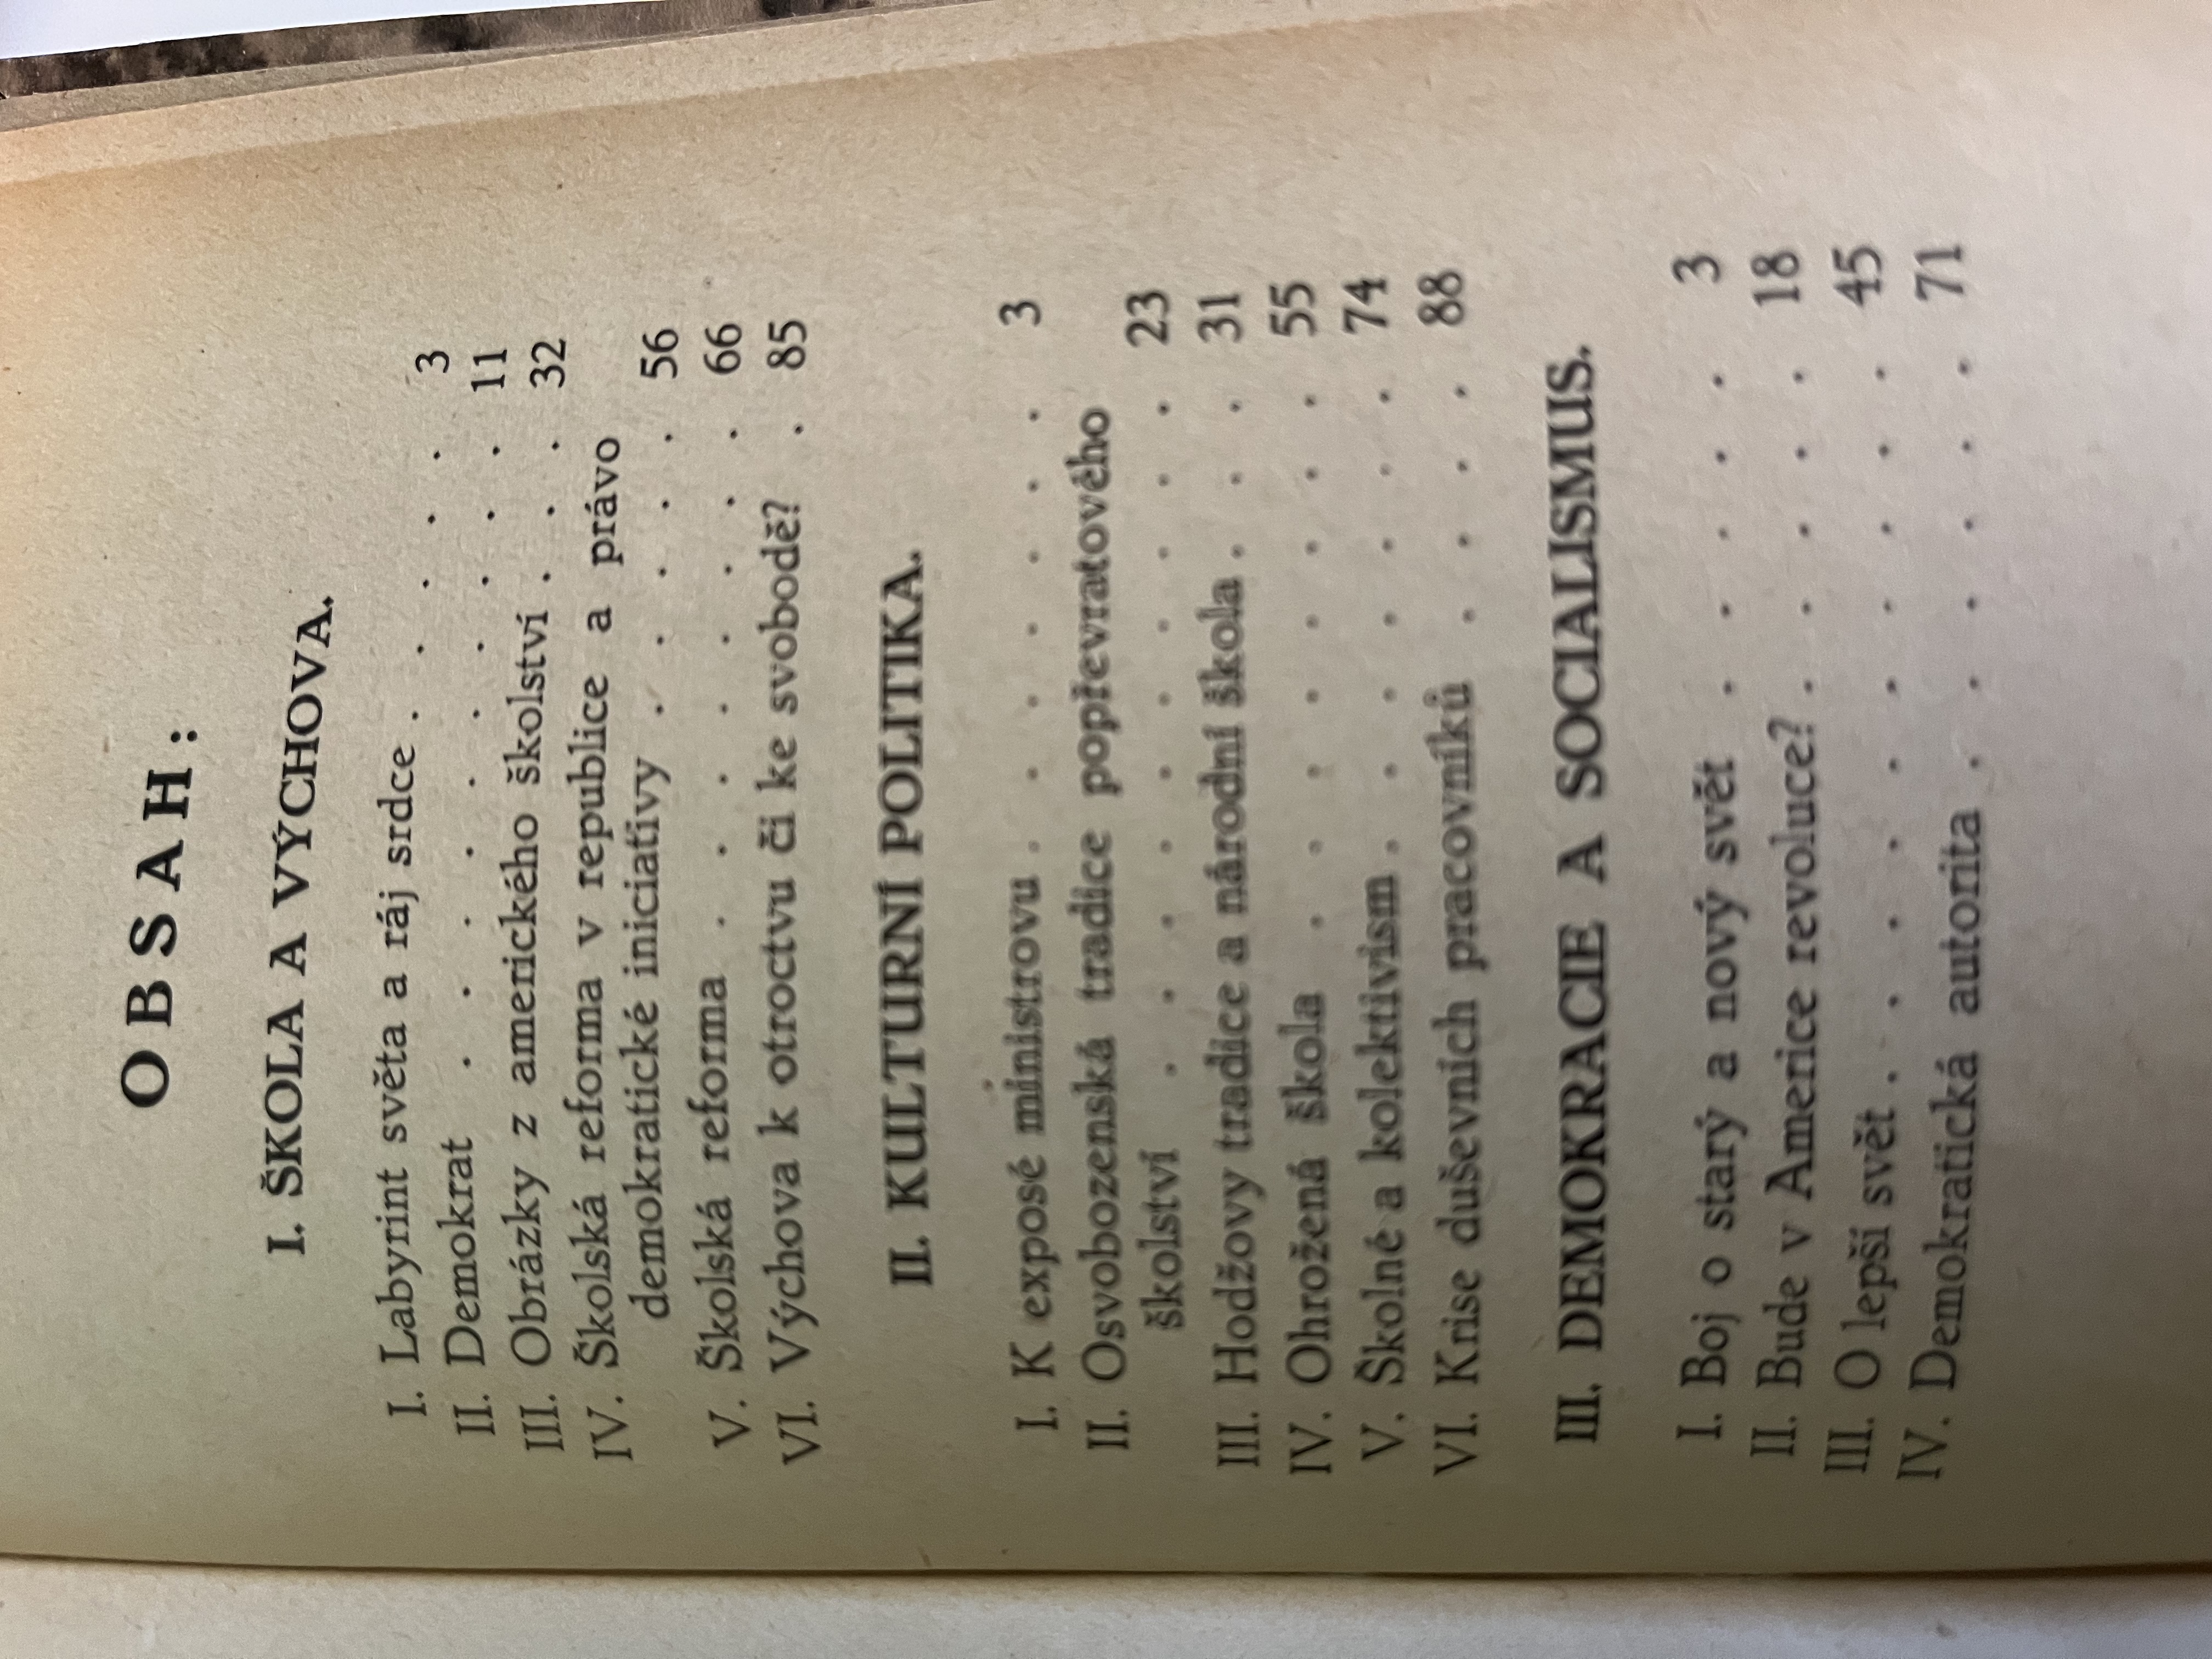 OBSAH:
I. ŠKOLA A VÝCHOVA.
I. Labyrint světa a ráj srdce . . . . . 3
II. Demokrat . . . . . . . . . . 11
III. Obrázky z amerického školství . . . 32
IV. Školská reforma v republice a právo
demokratické iniciativy . . . . . 56
V. Školská reforma . . . . . . . . 66
VI. Výchova k otroctvu či ke svobodě? . 85
II. KULTURNÍ POLITIKA.
I. K exposé ministrovu . . . . . . . 3
II. Osvobozenská tradice popřevratového
školství . . . . . . . . . . 23
III. Hodžovy tradice a národní škola . . . 31
IV. Ohrožená škola . . . . . . . . 55
V. Školné a kolektivism . . . . . . . 74
VI. Krise duševních pracovníků . . . . 88
III. DEMOKRACIE A SOCIALISMUS.
I. Boj o starý a nový svět . . . . . 3
II. Bude v Americe revoluce? . . . . . 18
III. O lepší svět . . . . . . . . . . 45
IV. Demokratická autorita . . . . . . 71